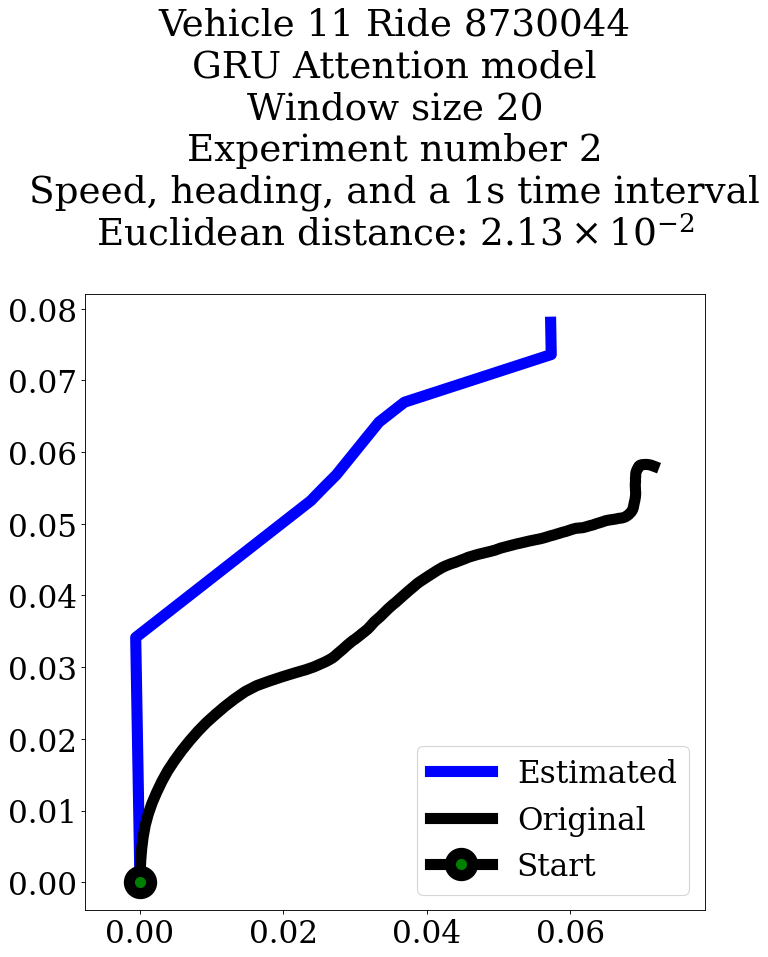 Vehicle 11 Ride 8730044
GRU Attention model
Window size 20
Experiment number 2
Speed, heading, and a 1s time interval
Euclidean distance: 2.13 × 10⁻²
0.08
0.07
0.06
0.05
0.04
0.03
0.02
0.01
0.00
Estimated
Original
Start
0.00 0.02 0.04 0.06